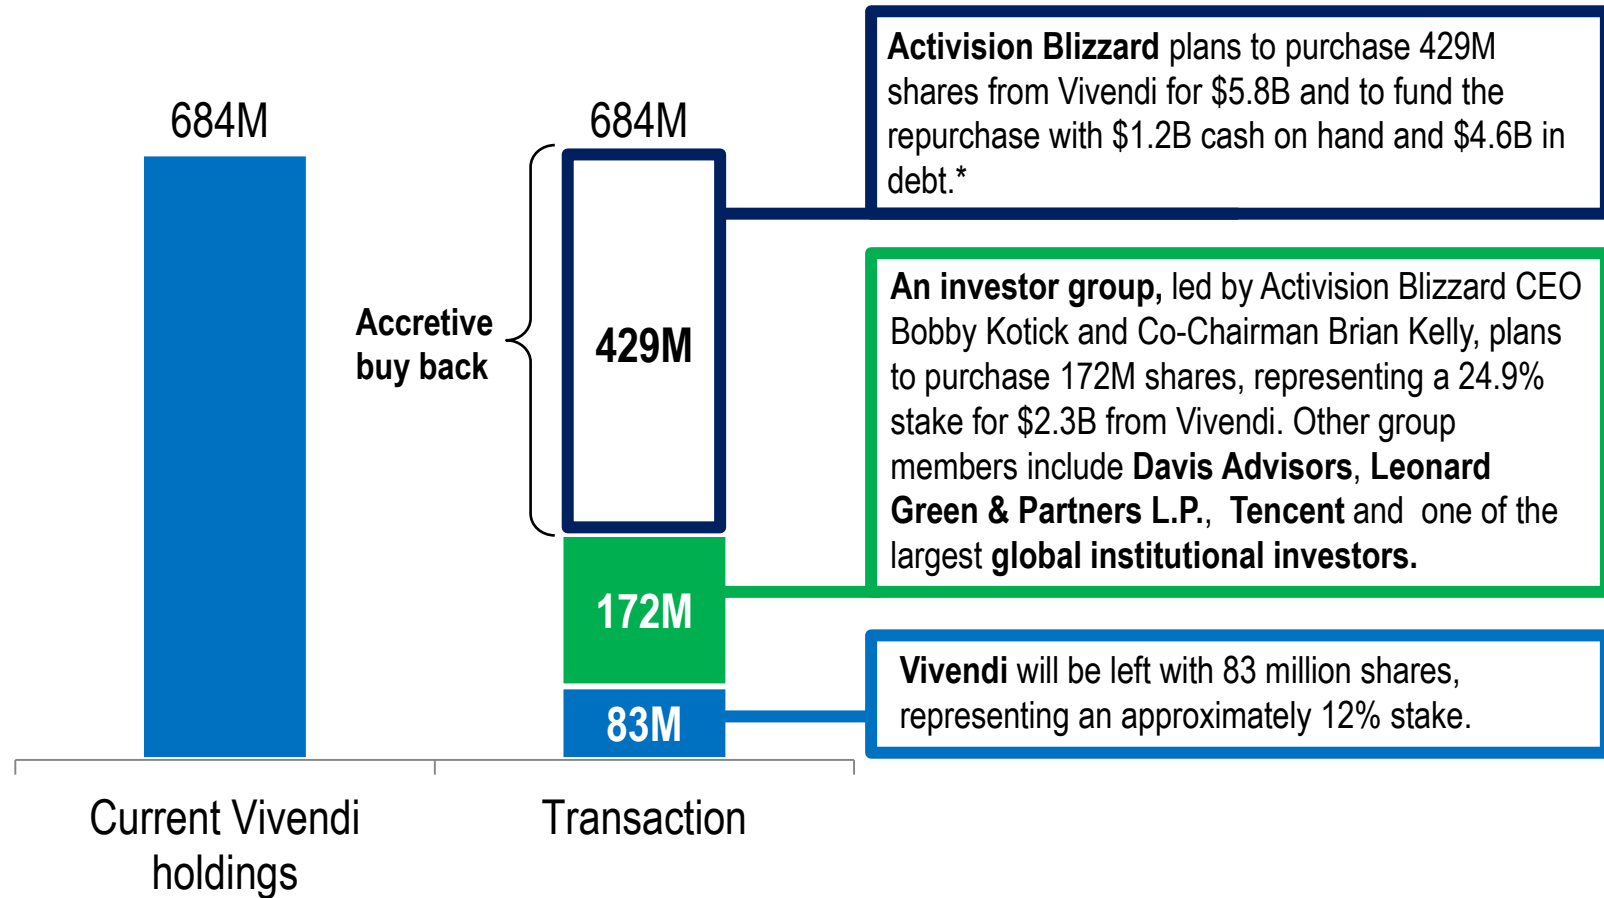 684M
684M
Accretive
buy back
429M
172M
83M
Current Vivendi
holdings
Transaction
Activision Blizzard plans to purchase 429M
shares from Vivendi for $5.8B and to fund the
repurchase with $1.2B cash on hand and $4.6B in
debt.*
An investor group, led by Activision Blizzard CEO
Bobby Kotick and Co-Chairman Brian Kelly, plans
to purchase 172M shares, representing a 24.9%
stake for $2.3B from Vivendi. Other group
members include Davis Advisors, Leonard
Green & Partners L.P., Tencent and one of the
largest global institutional investors.
Vivendi will be left with 83 million shares,
representing an approximately 12% stake.